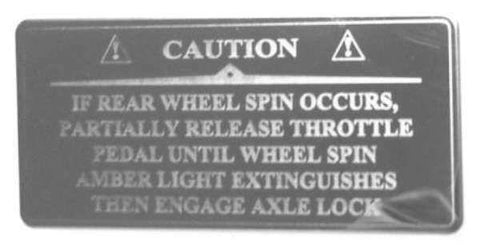 CAUTION
IF REAR WHEEL SPIN OCCURS,
PARTIALLY RELEASE THROTTLE
PEDAL UNTIL WHEEL SPIN
AMBER LIGHT EXTINGUISHES
THEN ENGAGE AXLE LOCK